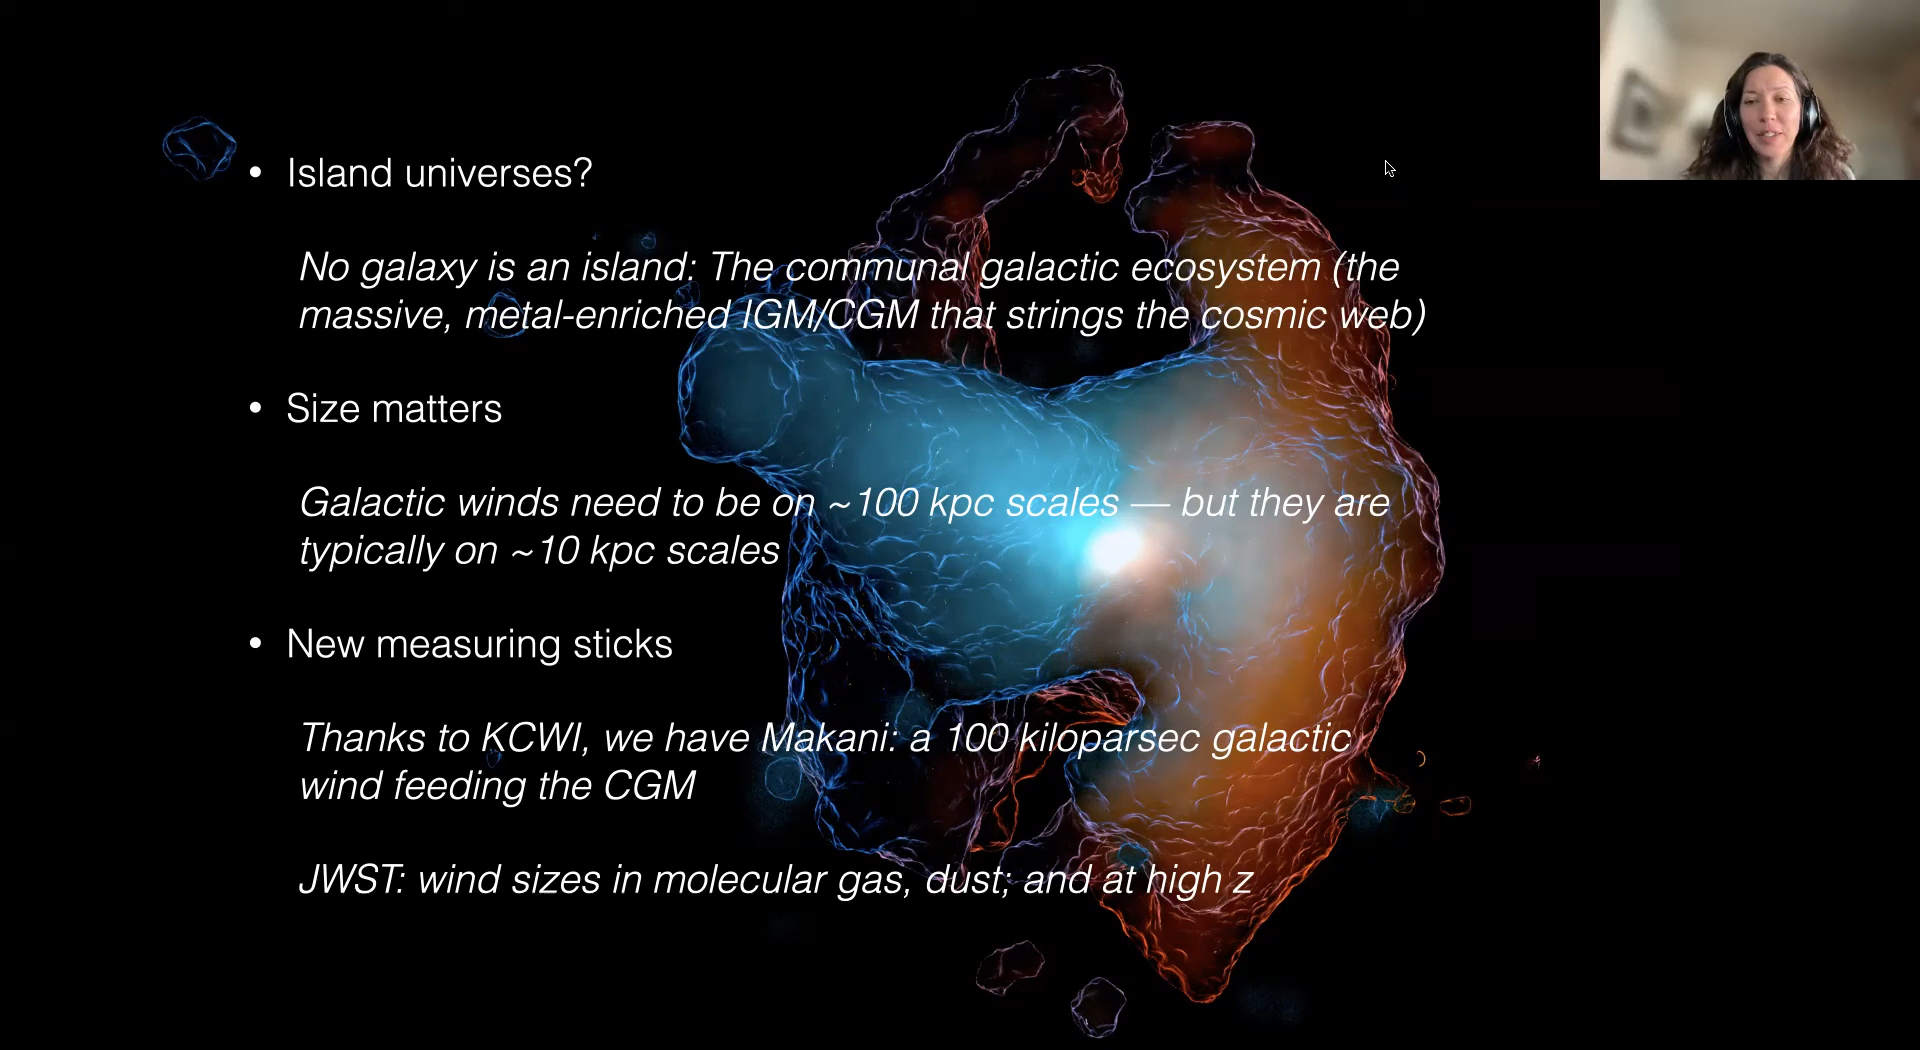 • Island universes?
No galaxy is an island: The communal galactic ecosystem (the
massive, metal-enriched IGM/CGM that strings the cosmic web)
• Size matters
Galactic winds need to be on ~100 kpc scales — but they are
typically on ~10 kpc scales
• New measuring sticks
Thanks to KCWI, we have Makani: a 100 kiloparsec galactic
wind feeding the CGM
JWST: wind sizes in molecular gas, dust; and at high z